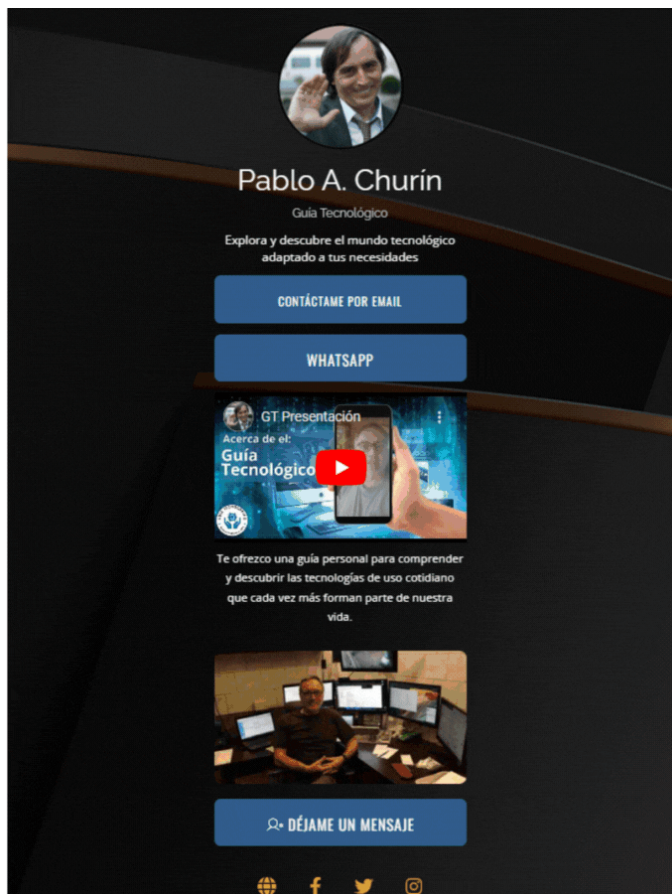 Pablo A. Churín
Guía Tecnológico
Explora y descubre el mundo tecnológico
adaptado a tus necesidades
CONTÁCTAME POR EMAIL
WHATSAPP
GT Presentación
Acerca de el:
Guía
Tecnológico
Te ofrezco una guía personal para comprender
y descubrir las tecnologías de uso cotidiano
que cada vez más forman parte de nuestra
vida.
DÉJAME UN MENSAJE